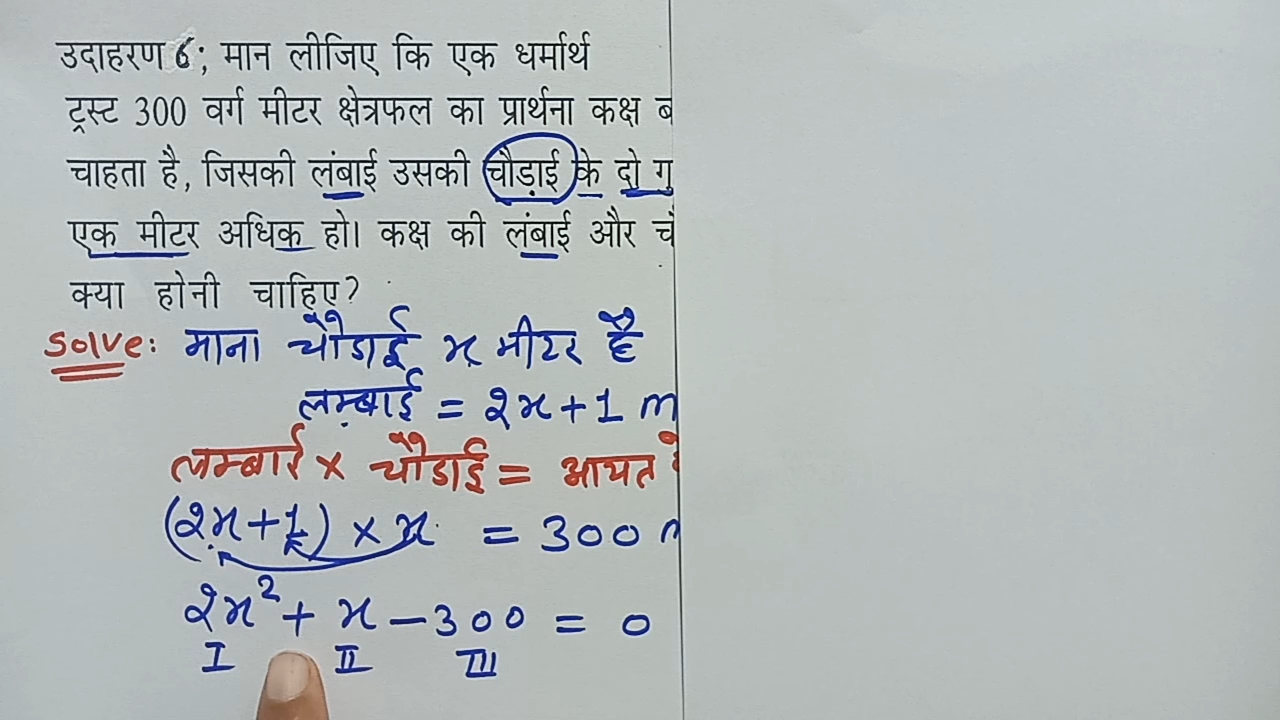 उदाहरण 6; मान लीजिए कि एक धर्मार्थ
ट्रस्ट 300 वर्ग मीटर क्षेत्रफल का प्रार्थना कक्ष ब
चाहता है, जिसकी लंबाई उसकी चौड़ाई के दो गु
एक मीटर अधिक हो। कक्ष की लंबाई और चौ
क्या होनी चाहिए?
Solve: माना चौडाई x मीटर है
लम्बाई = 2x + 1 m
लम्बाई × चौडाई = आयत
(2x + 1) × x = 300 m
2x² + x - 300 = 0
I II III